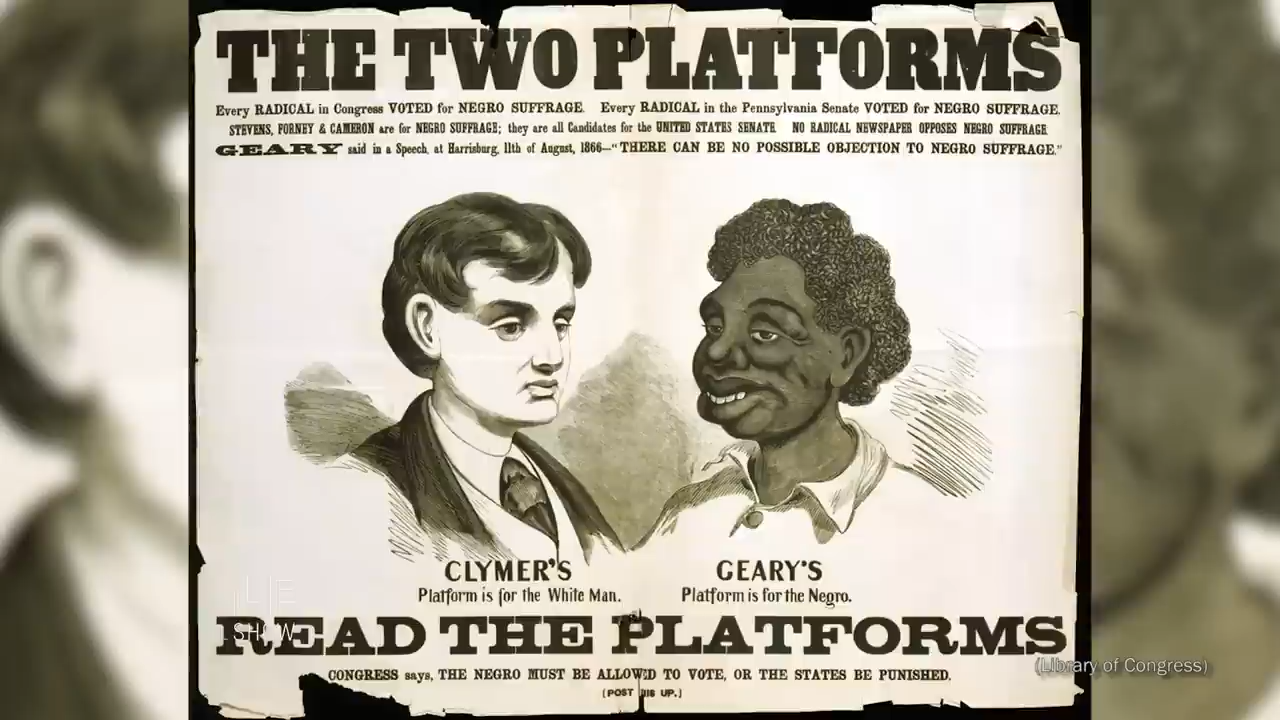 THE TWO PLATFORMS
Every RADICAL in Congress VOTED for NEGRO SUFFRAGE. Every RADICAL in the Pennsylvania Senate VOTED for NEGRO SUFFRAGE.
STEVENS, FORNEY & CAMERON are for NEGRO SUFFRAGE; they are all Candidates for the UNITED STATES SENATE. NO RADICAL NEWSPAPER OPPOSES NEGRO SUFFRAGE.
GEARY said in a Speech, at Harrisburg, 11th of August, 1866—"THERE CAN BE NO POSSIBLE OBJECTION TO NEGRO SUFFRAGE."
CLYMER'S
Platform is for the White Man.
GEARY'S
Platform is for the Negro.
READ THE PLATFORMS
SHOW
(Library of Congress)
CONGRESS says, THE NEGRO MUST BE ALLOWED TO VOTE, OR THE STATES BE PUNISHED.
(POST UP.)